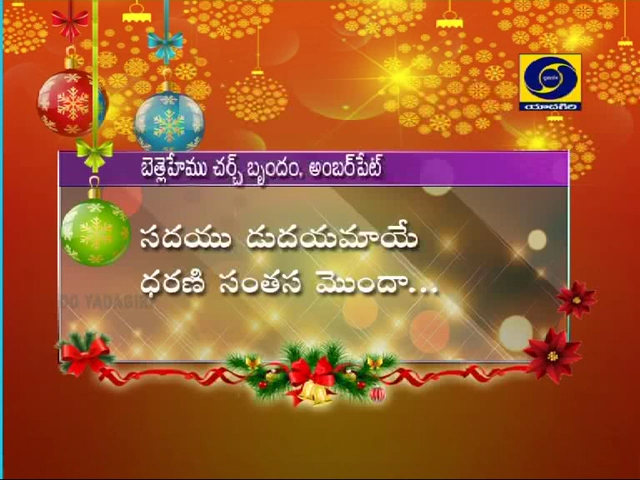 యాదగిరి
బెత్లెహేము చర్చ్ బృందం, అంబర్‌పేట్
సదయు డుదయమాయే
ధరణి సంతస మొందా...
DD YADAGIRI